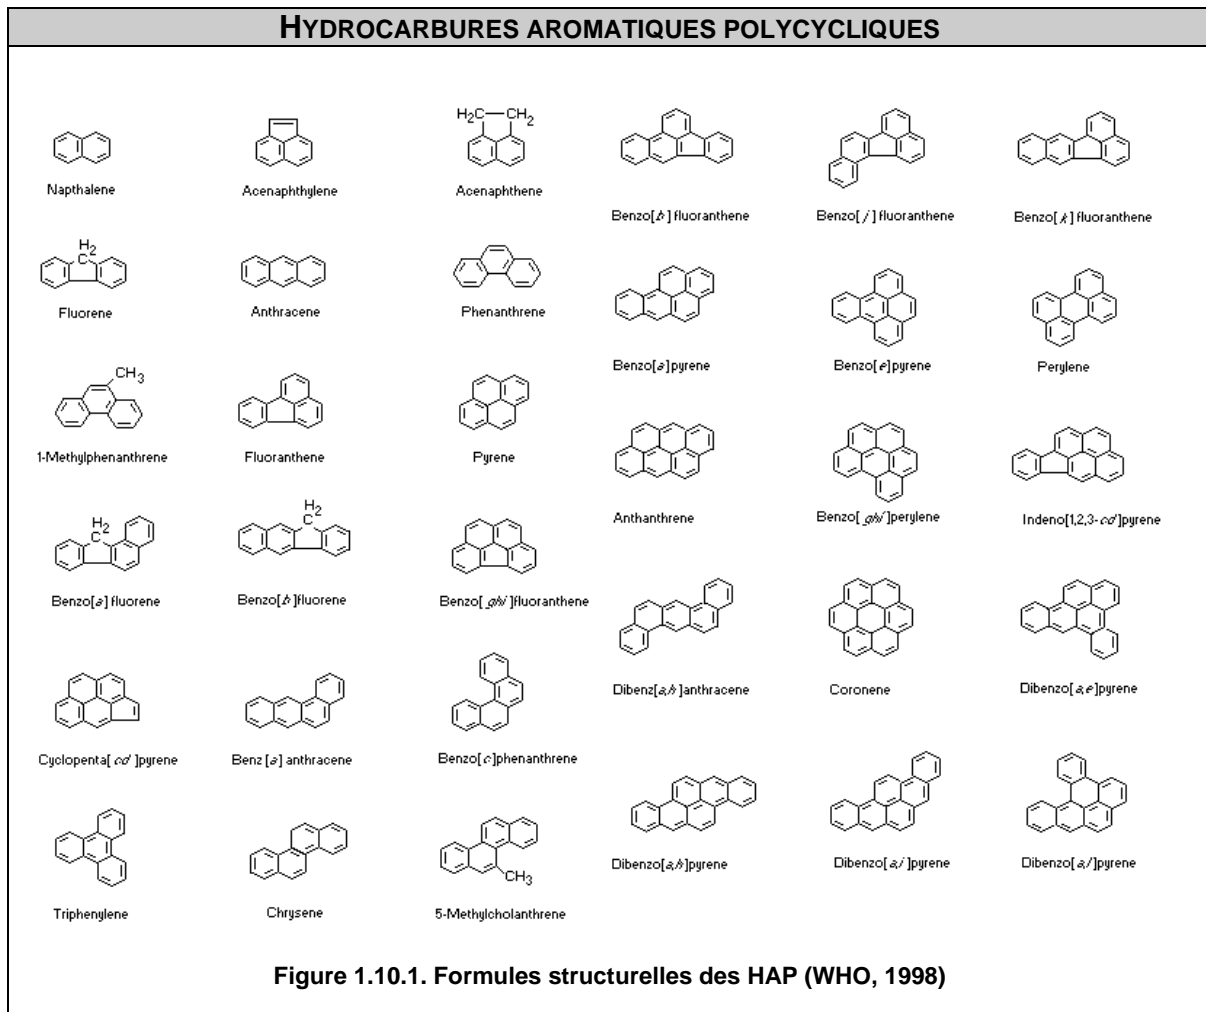 HYDROCARBURES AROMATIQUES POLYCYCLIQUES
H₂C CH₂
Napthalene Acenaphthylene Acenaphthene
Benzo[b]fluoranthene Benzo[j]fluoranthene Benzo[k]fluoranthene
H₂
C
Fluorene Anthracene Phenanthrene
Benzo[a]pyrene Benzo[e]pyrene Perylene
CH₃
1-Methylphenanthrene Fluoranthene Pyrene
Anthanthrene Benzo[ghi]perylene Indeno[1,2,3-cd]pyrene
H₂
C
H₂
C
Benzo[a]fluorene Benzo[b]fluorene Benzo[ghi]fluoranthene
Dibenz[a,h]anthracene Coronene Dibenzo[a,e]pyrene
Cyclopenta[cd]pyrene Benz[a]anthracene Benzo[c]phenanthrene
Dibenzo[a,h]pyrene Dibenzo[a,i]pyrene Dibenzo[a,l]pyrene
CH₃
Triphenylene Chrysene 5-Methylcholanthrene
Figure 1.10.1. Formules structurelles des HAP (WHO, 1998)